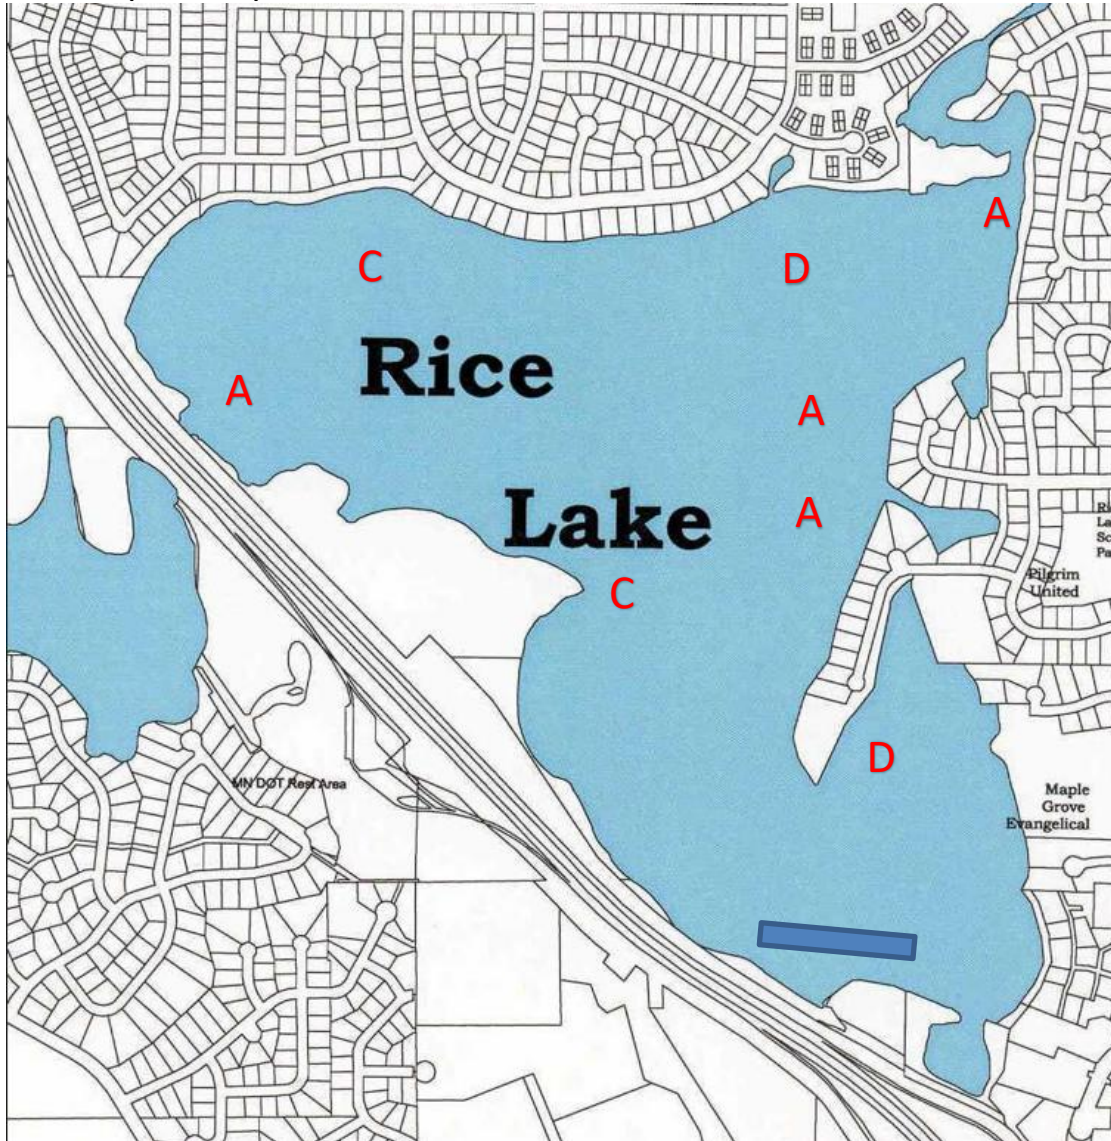 A
C
D
Rice
A
A
Lake
A
C
Pilgrim
United
D
MN DOT Rest Area
Maple
Grove
Evangelical